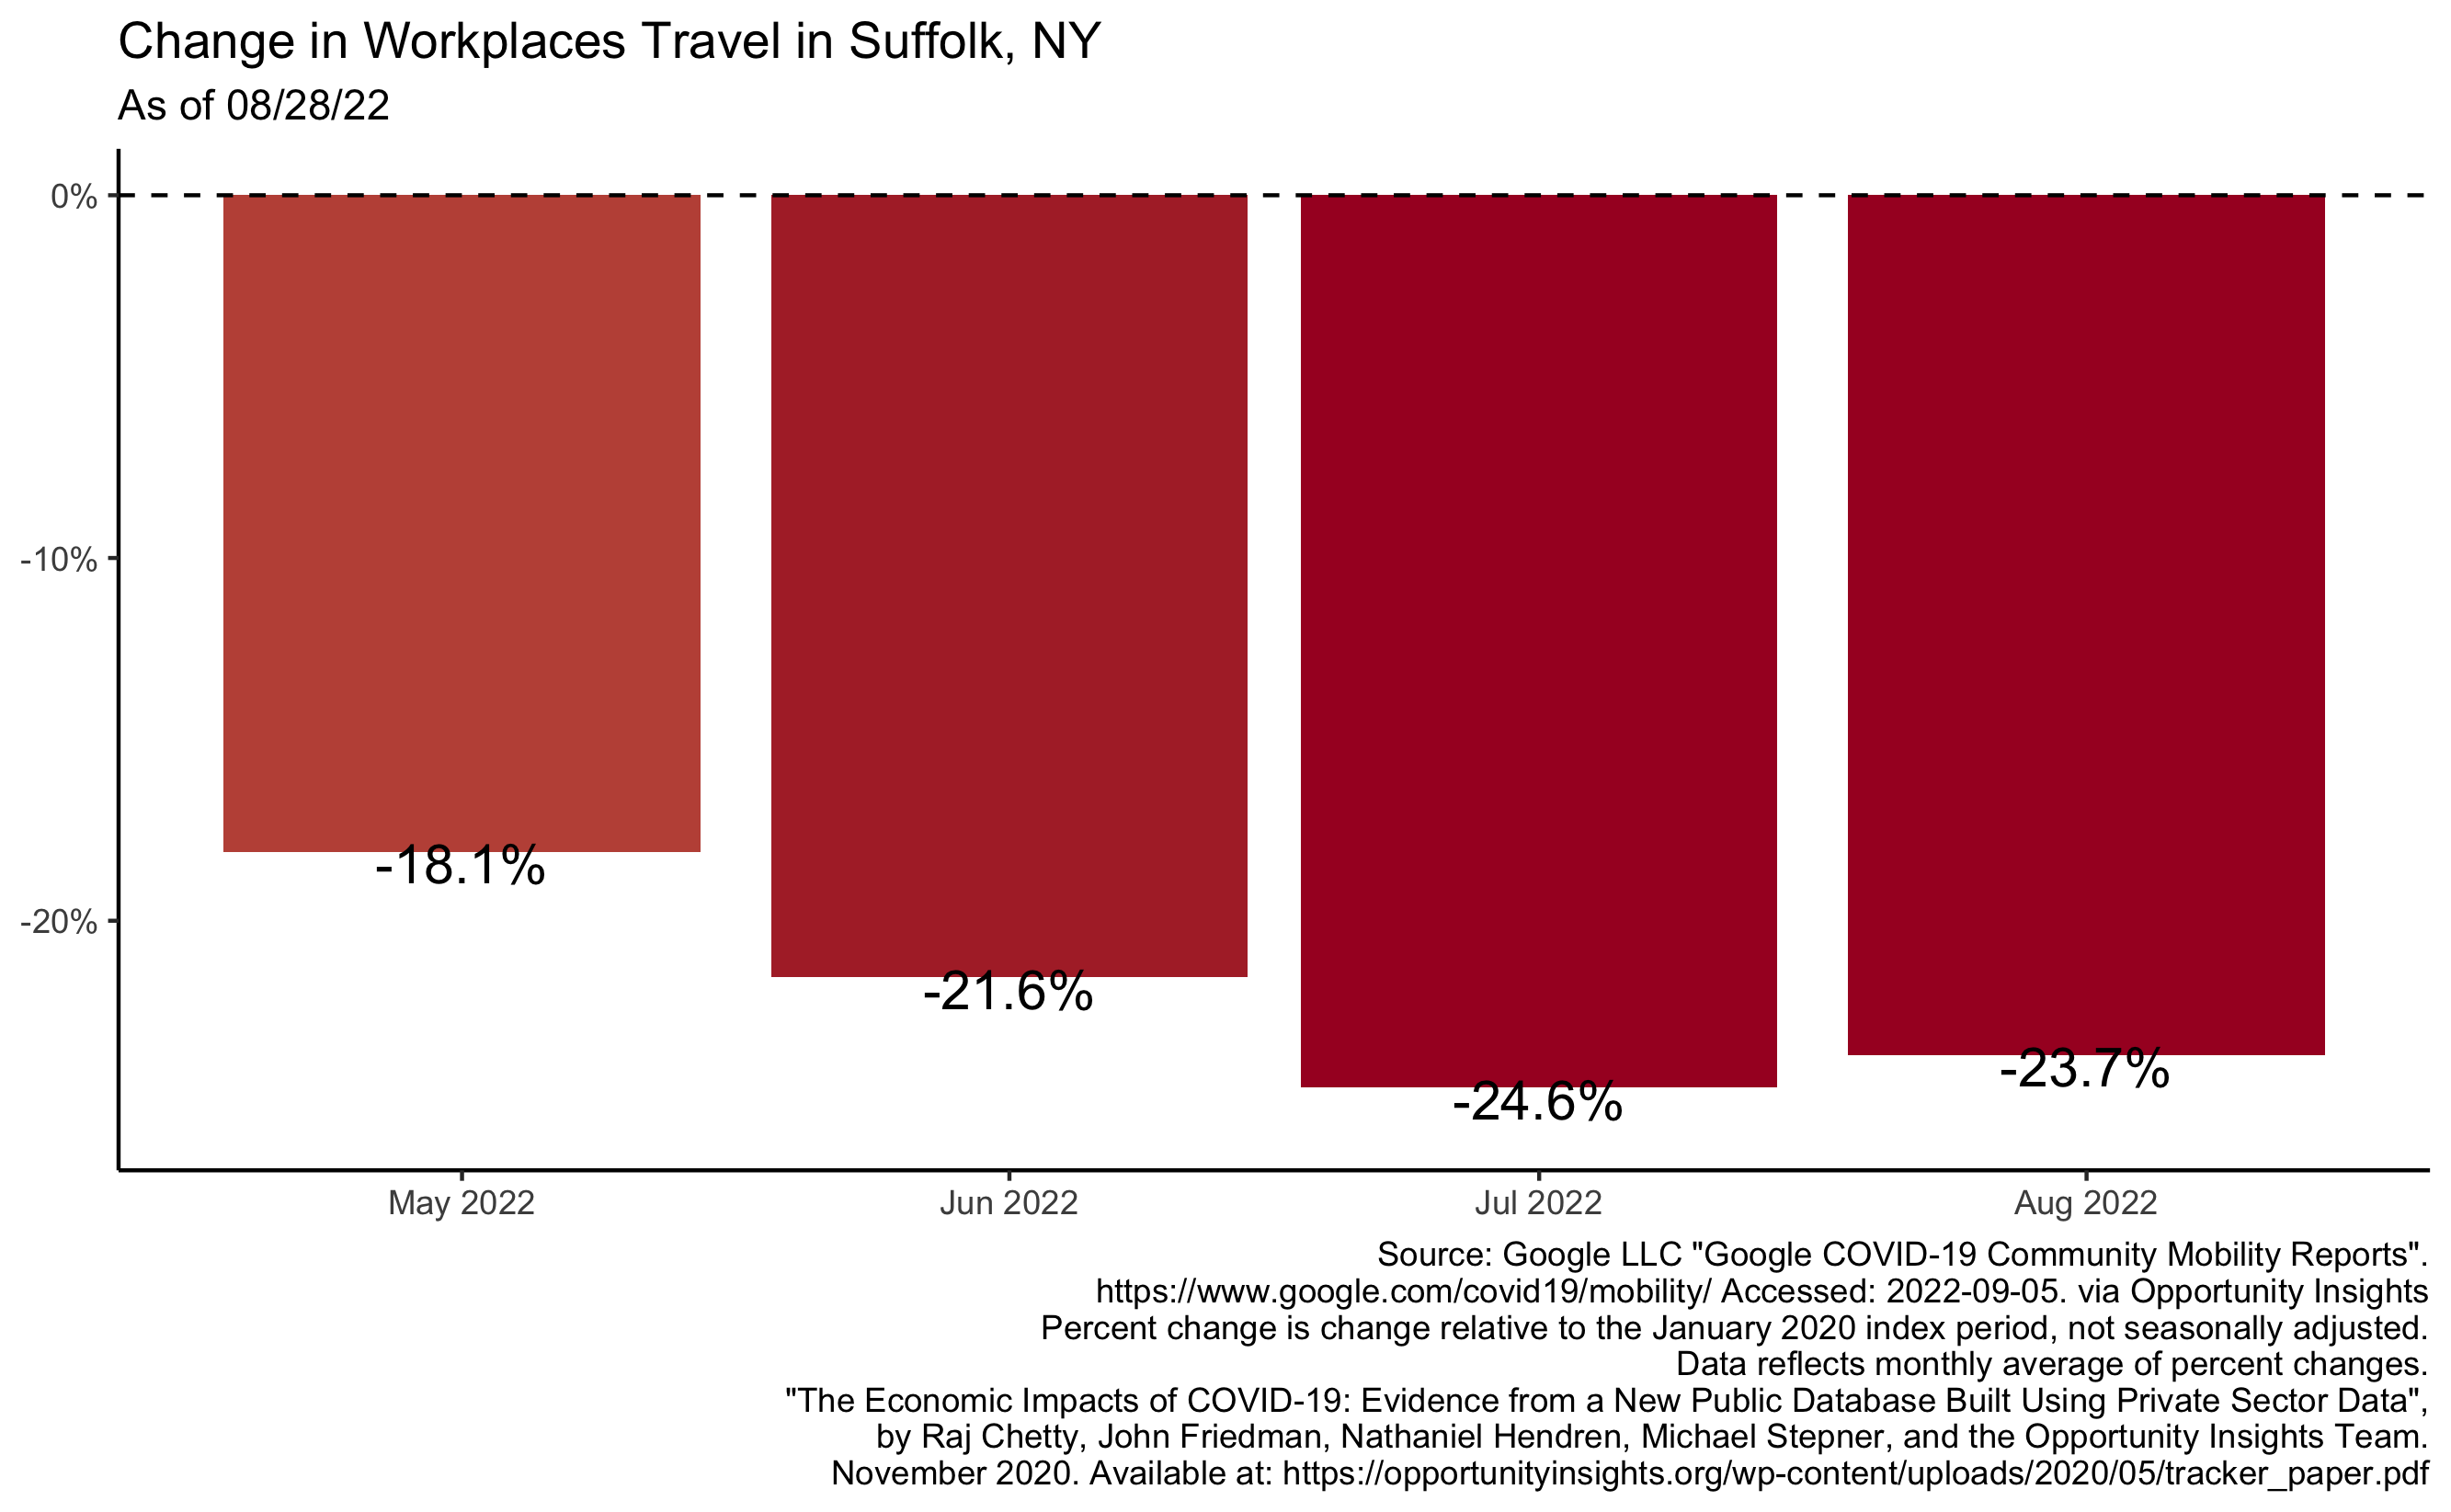 Change in Workplaces Travel in Suffolk, NY
As of 08/28/22
0%
-10%
-20%
-18.1%
-21.6%
-24.6%
-23.7%
May 2022
Jun 2022
Jul 2022
Aug 2022
Source: Google LLC "Google COVID-19 Community Mobility Reports".
https://www.google.com/covid19/mobility/ Accessed: 2022-09-05. via Opportunity Insights
Percent change is change relative to the January 2020 index period, not seasonally adjusted.
Data reflects monthly average of percent changes.
"The Economic Impacts of COVID-19: Evidence from a New Public Database Built Using Private Sector Data",
by Raj Chetty, John Friedman, Nathaniel Hendren, Michael Stepner, and the Opportunity Insights Team.
November 2020. Available at: https://opportunityinsights.org/wp-content/uploads/2020/05/tracker_paper.pdf